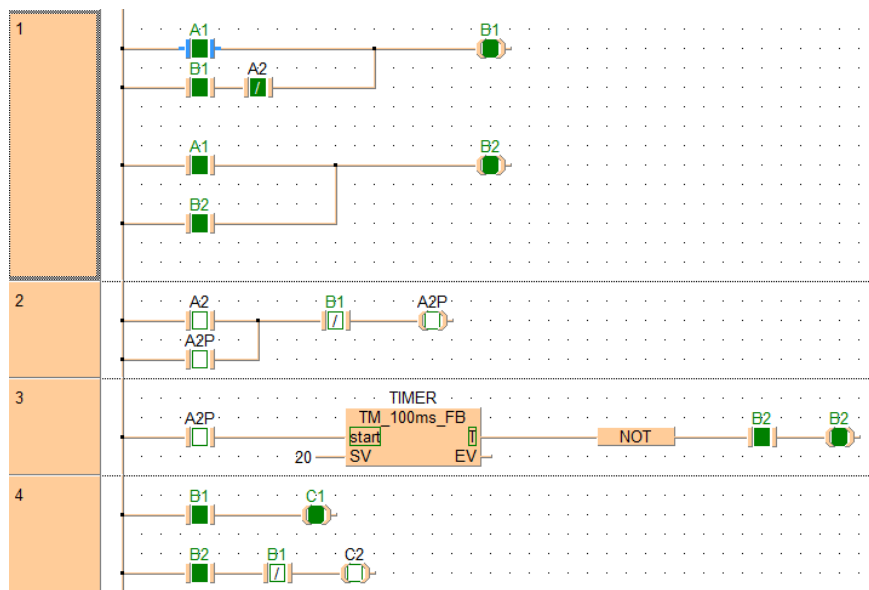 1
A1 B1
B1 A2
/
A1 B2
B2
2
A2 B1 A2P
/
A2P
3
TIMER
A2P TM_100ms_FB B2 B2
start T NOT
20 SV EV
4
B1 C1
B2 B1 C2
/